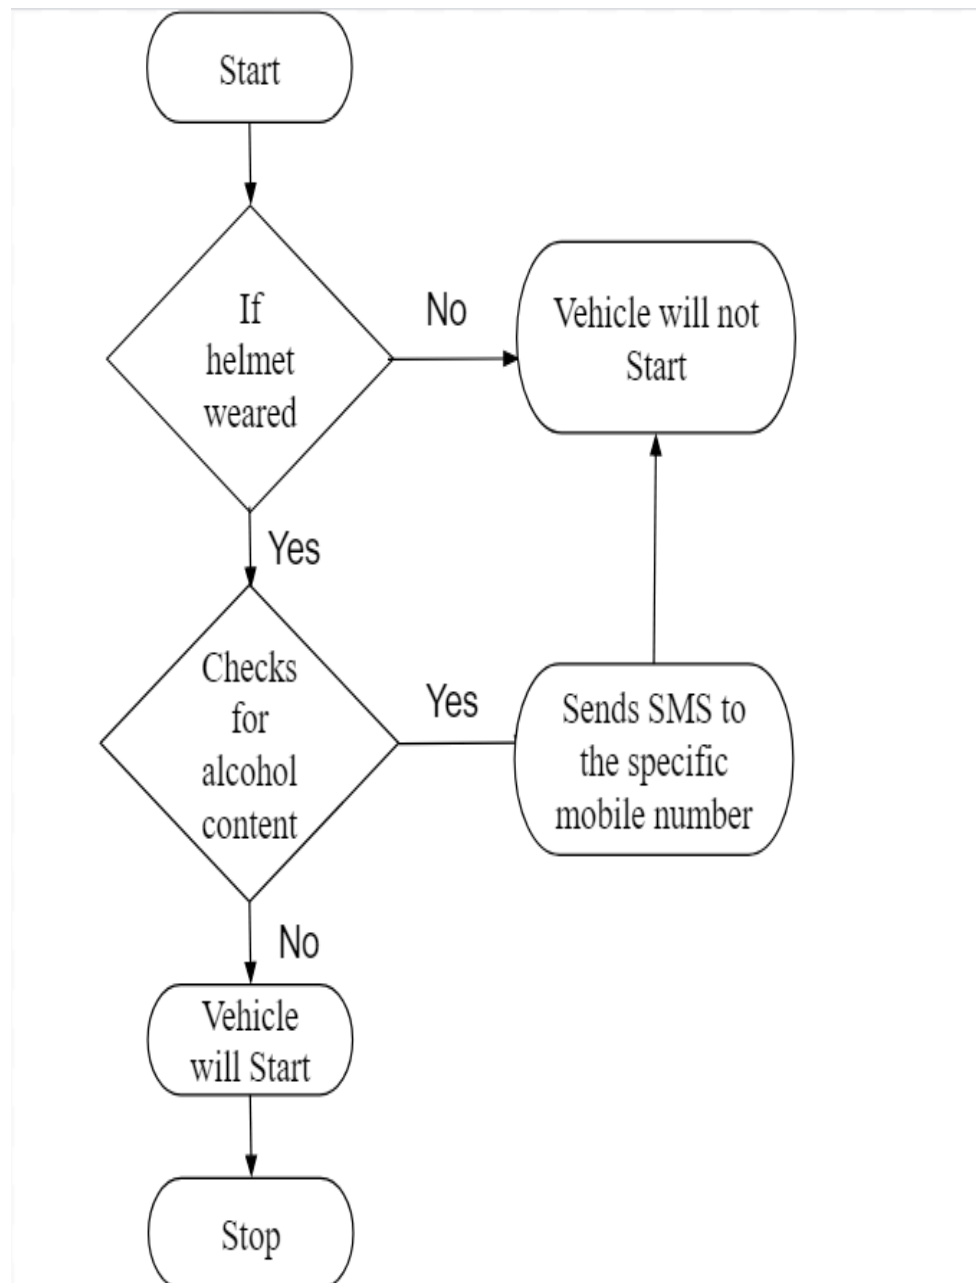 Start
If
helmet
weared
No
Vehicle will not
Start
Yes
Checks
for
alcohol
content
Yes
Sends SMS to
the specific
mobile number
No
Vehicle
will Start
Stop